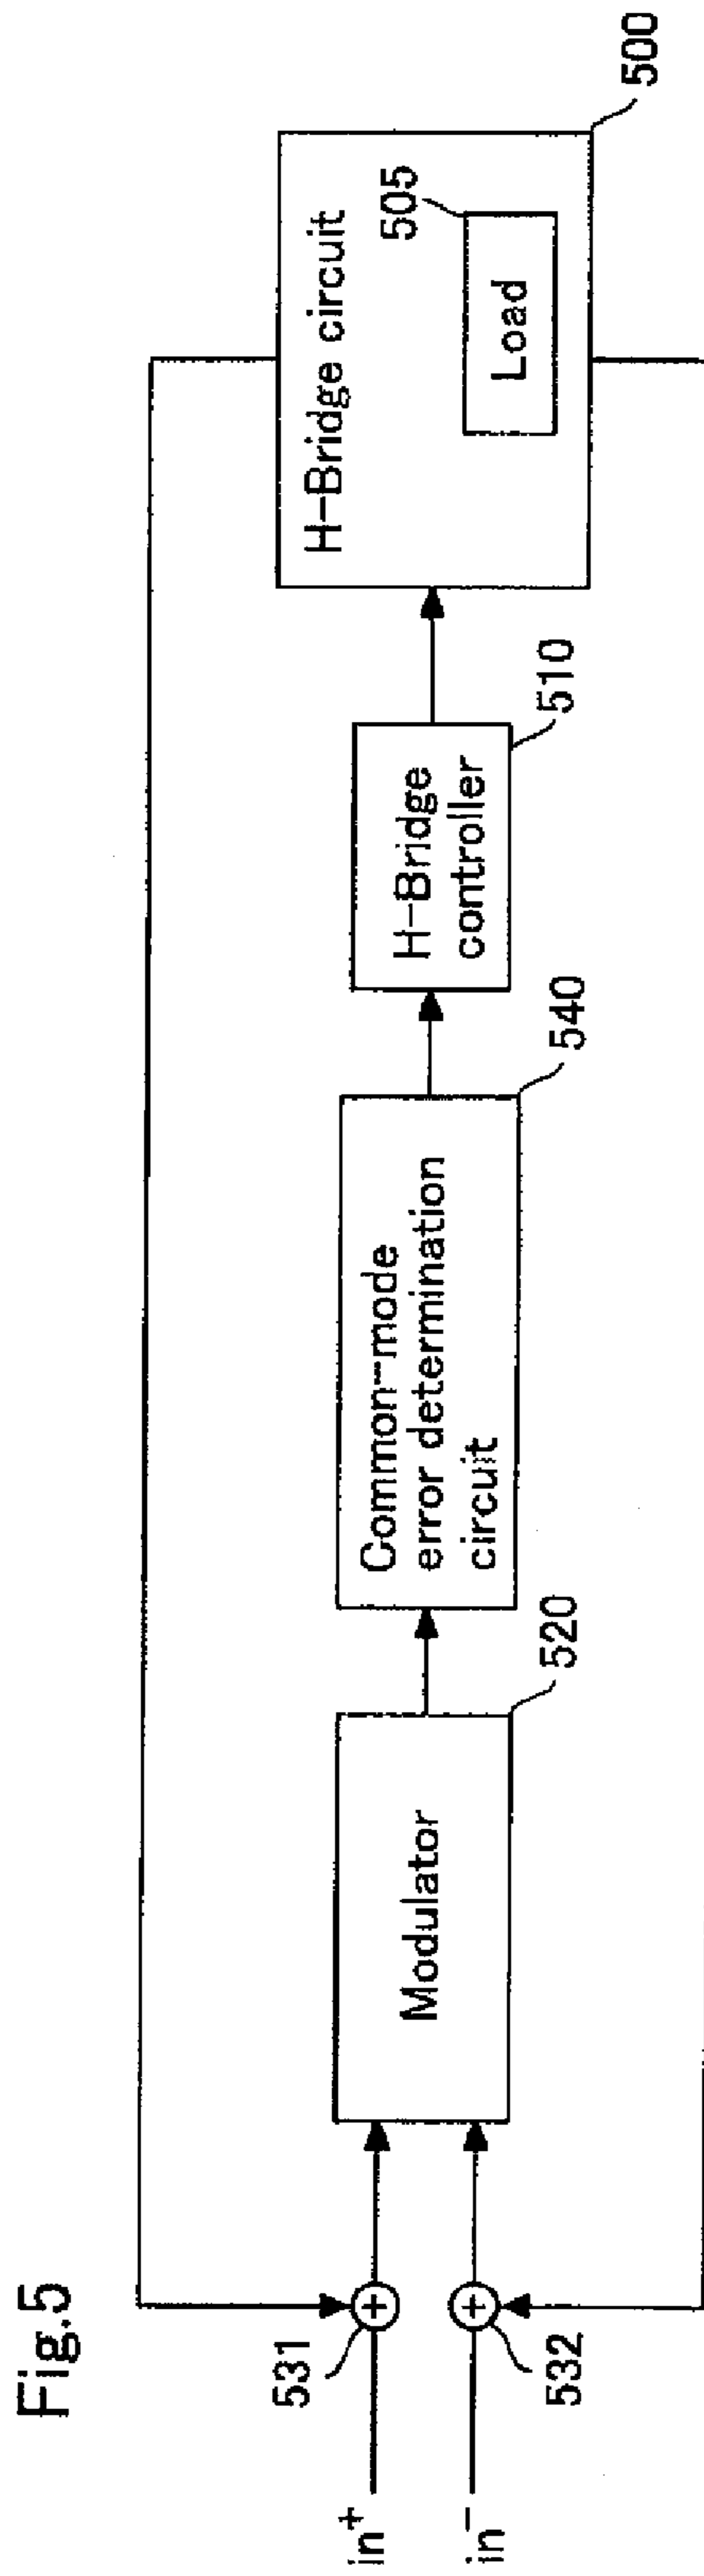 Fig.5
in+
in−
531
532
Modulator
520
Common-mode
error determination
circuit
540
H-Bridge
controller
510
H-Bridge circuit
Load
505
500